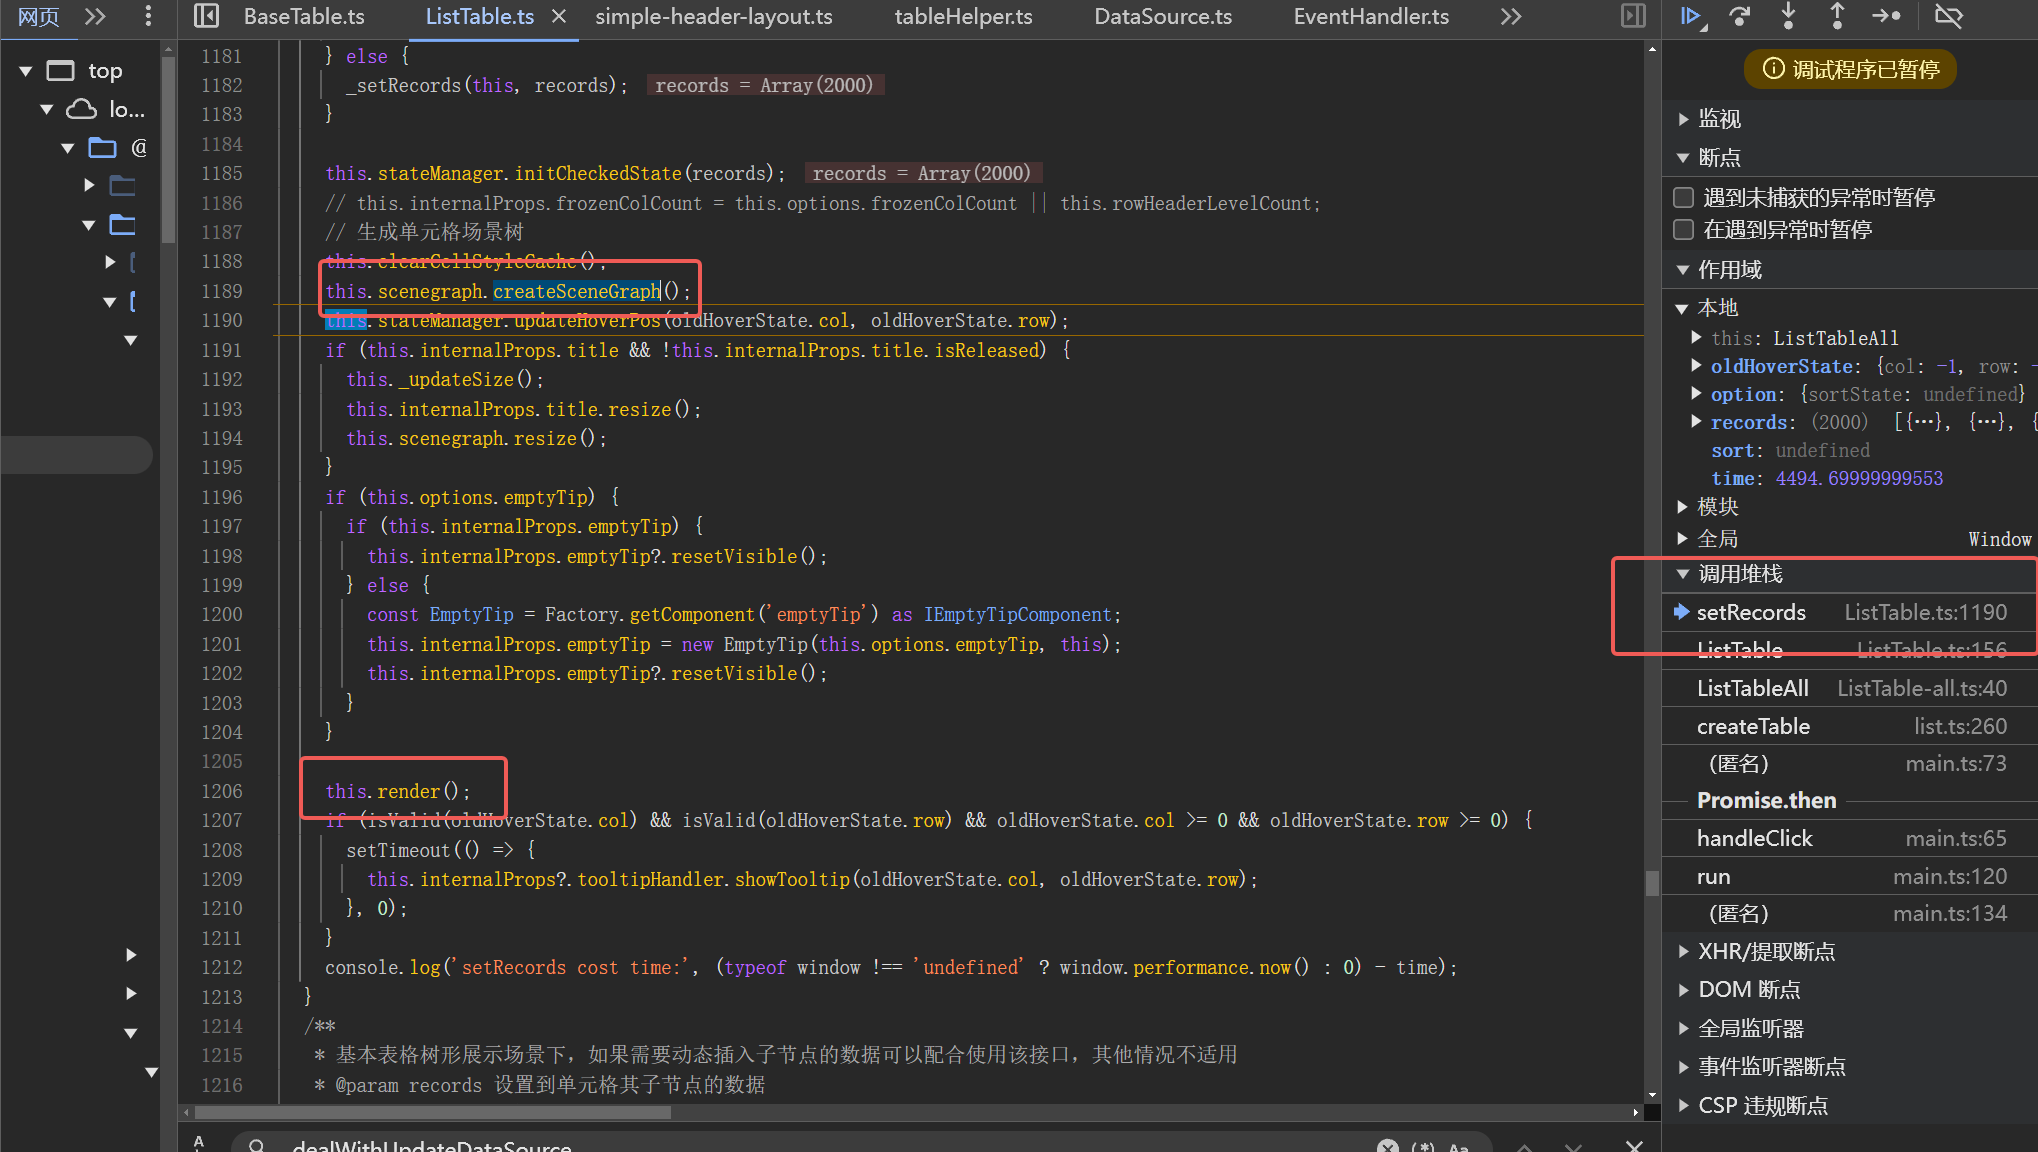 网页
BaseTable.ts
ListTable.ts
simple-header-layout.ts
tableHelper.ts
DataSource.ts
EventHandler.ts
top
lo...
@
1181 } else {
1182 _setRecords(this, records); records = Array(2000)
1183 }
1184
1185 this.stateManager.initCheckedState(records); records = Array(2000)
1186 // this.internalProps.frozenColCount = this.options.frozenColCount || this.rowHeaderLevelCount;
1187 // 生成单元格场景树
1188 this.clearCellStyleCache();
1189 this.scenegraph.createSceneGraph();
1190 this.stateManager.updateHoverPos(oldHoverState.col, oldHoverState.row);
1191 if (this.internalProps.title && !this.internalProps.title.isReleased) {
1192 this._updateSize();
1193 this.internalProps.title.resize();
1194 this.scenegraph.resize();
1195 }
1196 if (this.options.emptyTip) {
1197 if (this.internalProps.emptyTip) {
1198 this.internalProps.emptyTip?.resetVisible();
1199 } else {
1200 const EmptyTip = Factory.getComponent('emptyTip') as IEmptyTipComponent;
1201 this.internalProps.emptyTip = new EmptyTip(this.options.emptyTip, this);
1202 this.internalProps.emptyTip?.resetVisible();
1203 }
1204 }
1205
1206 this.render();
1207 if (isValid(oldHoverState.col) && isValid(oldHoverState.row) && oldHoverState.col >= 0 && oldHoverState.row >= 0) {
1208 setTimeout(() => {
1209 this.internalProps?.tooltipHandler.showTooltip(oldHoverState.col, oldHoverState.row);
1210 }, 0);
1211 }
1212 console.log('setRecords cost time:', (typeof window !== 'undefined' ? window.performance.now() : 0) - time);
1213 }
1214 /**
1215 * 基本表格树形展示场景下，如果需要动态插入子节点的数据可以配合使用该接口，其他情况不适用
1216 * @param records 设置到单元格其子节点的数据
dealWithUpdateDataSource
(*) Aa
调试程序已暂停
监视
断点
遇到未捕获的异常时暂停
在遇到异常时暂停
作用域
本地
this: ListTableAll
oldHoverState: {col: -1, row: -
option: {sortState: undefined}
records: (2000) [{…}, {…}, {
sort: undefined
time: 4494.69999999553
模块
全局 Window
调用堆栈
setRecords ListTable.ts:1190
ListTable ListTable.ts:156
ListTableAll ListTable-all.ts:40
createTable list.ts:260
(匿名) main.ts:73
Promise.then
handleClick main.ts:65
run main.ts:120
(匿名) main.ts:134
XHR/提取断点
DOM 断点
全局监听器
事件监听器断点
CSP 违规断点